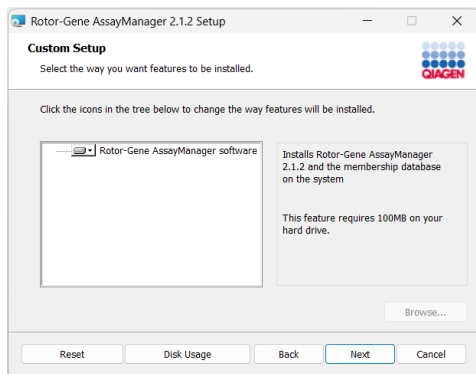 Rotor-Gene AssayManager 2.1.2 Setup
Custom Setup
Select the way you want features to be installed.
QIAGEN
Click the icons in the tree below to change the way features will be installed.
Rotor-Gene AssayManager software
Installs Rotor-Gene AssayManager
2.1.2 and the membership database
on the system
This feature requires 100MB on your
hard drive.
Browse...
Reset
Disk Usage
Back
Next
Cancel